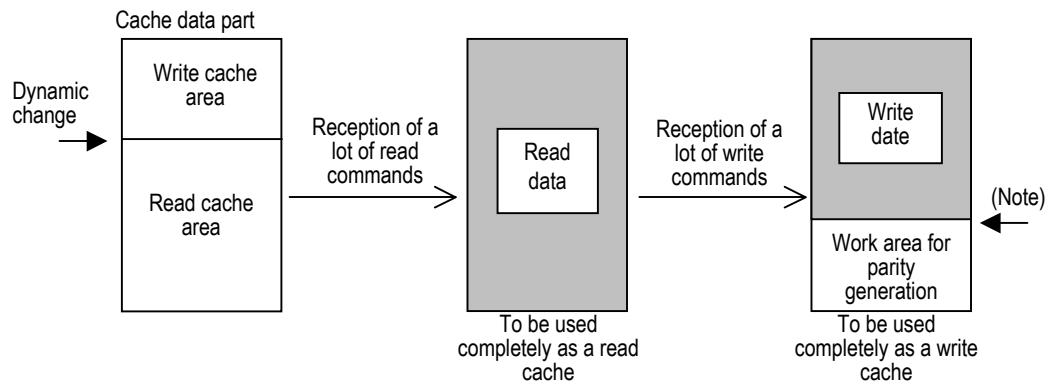 Cache data part
Write cache
area
Dynamic
change
Read cache
area
Reception of a
lot of read
commands
Read
data
To be used
completely as a read
cache
Reception of a
lot of write
commands
Write
date
(Note)
Work area for
parity
generation
To be used
completely as a write
cache